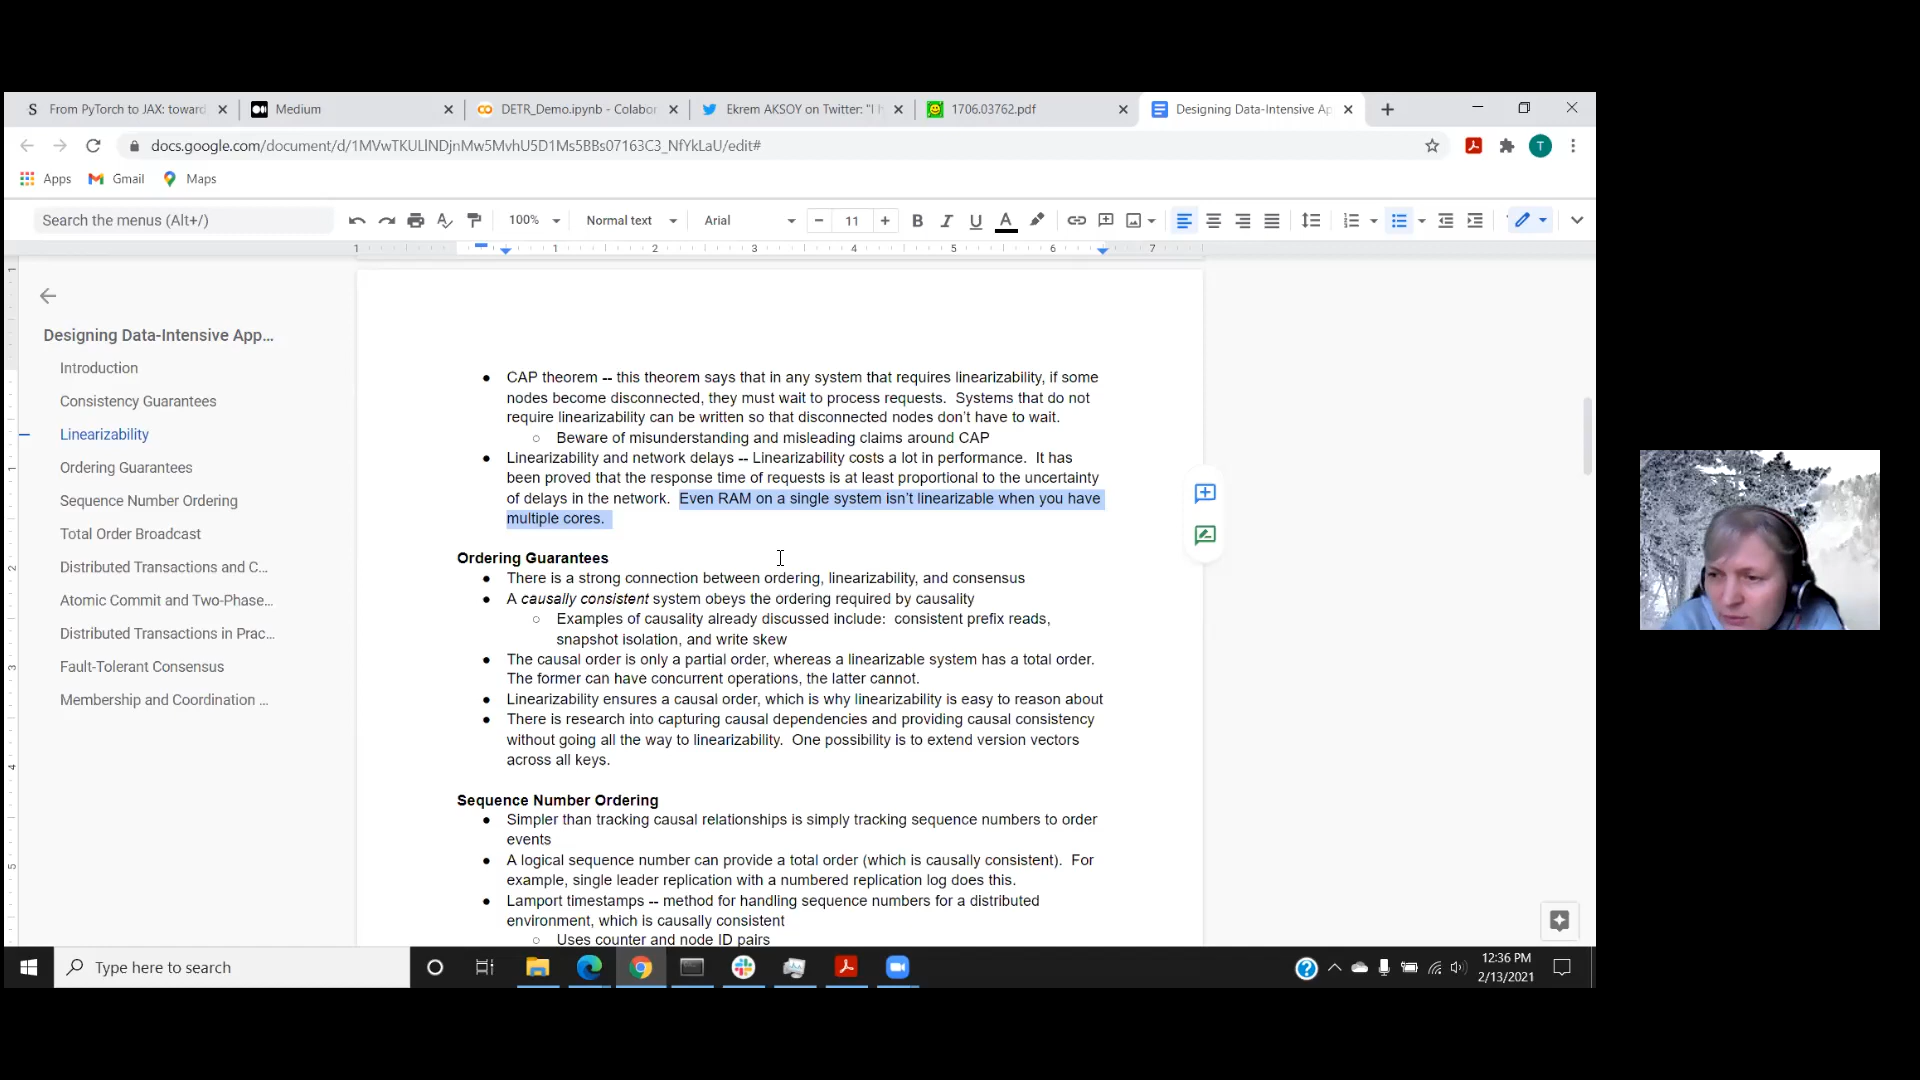 From PyTorch to JAX: toward
Medium
DETR_Demo.ipynb - Colabor
Ekrem AKSOY on Twitter: "I h
1706.03762.pdf
Designing Data-Intensive Ap
docs.google.com/document/d/1MVwTKULlNDjnMw5MvhU5D1Ms5BBs07163C3_NfYkLaU/edit#
T
Apps
Gmail
Maps
Search the menus (Alt+/)
100%
Normal text
Arial
11
B I U A
1 1 2 3 4 5 6 7
Designing Data-Intensive App...
Introduction
Consistency Guarantees
Linearizability
Ordering Guarantees
Sequence Number Ordering
Total Order Broadcast
Distributed Transactions and C...
Atomic Commit and Two-Phase...
Distributed Transactions in Prac...
Fault-Tolerant Consensus
Membership and Coordination ...
1
1
2
3
4
5
● CAP theorem -- this theorem says that in any system that requires linearizability, if some
nodes become disconnected, they must wait to process requests.  Systems that do not
require linearizability can be written so that disconnected nodes don't have to wait.
○ Beware of misunderstanding and misleading claims around CAP
● Linearizability and network delays -- Linearizability costs a lot in performance.  It has
been proved that the response time of requests is at least proportional to the uncertainty
of delays in the network.  Even RAM on a single system isn't linearizable when you have
multiple cores.
Ordering Guarantees
● There is a strong connection between ordering, linearizability, and consensus
● A causally consistent system obeys the ordering required by causality
○ Examples of causality already discussed include:  consistent prefix reads,
snapshot isolation, and write skew
● The causal order is only a partial order, whereas a linearizable system has a total order.
The former can have concurrent operations, the latter cannot.
● Linearizability ensures a causal order, which is why linearizability is easy to reason about
● There is research into capturing causal dependencies and providing causal consistency
without going all the way to linearizability.  One possibility is to extend version vectors
across all keys.
Sequence Number Ordering
● Simpler than tracking causal relationships is simply tracking sequence numbers to order
events
● A logical sequence number can provide a total order (which is causally consistent).  For
example, single leader replication with a numbered replication log does this.
● Lamport timestamps -- method for handling sequence numbers for a distributed
environment, which is causally consistent
○ Uses counter and node ID pairs
Type here to search
12:36 PM
2/13/2021